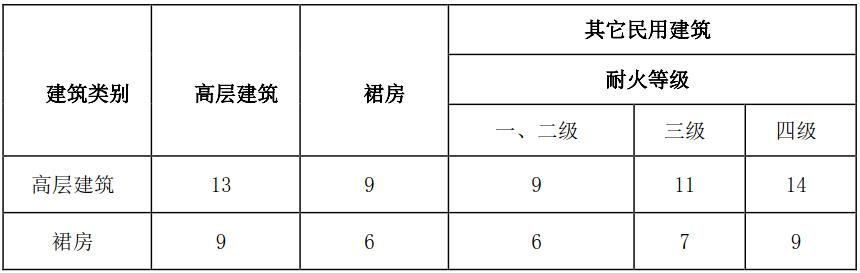 其它民用建筑
耐火等级
建筑类别 高层建筑 裙房
一、二级 三级 四级
高层建筑 13 9 9 11 14
裙房 9 6 6 7 9